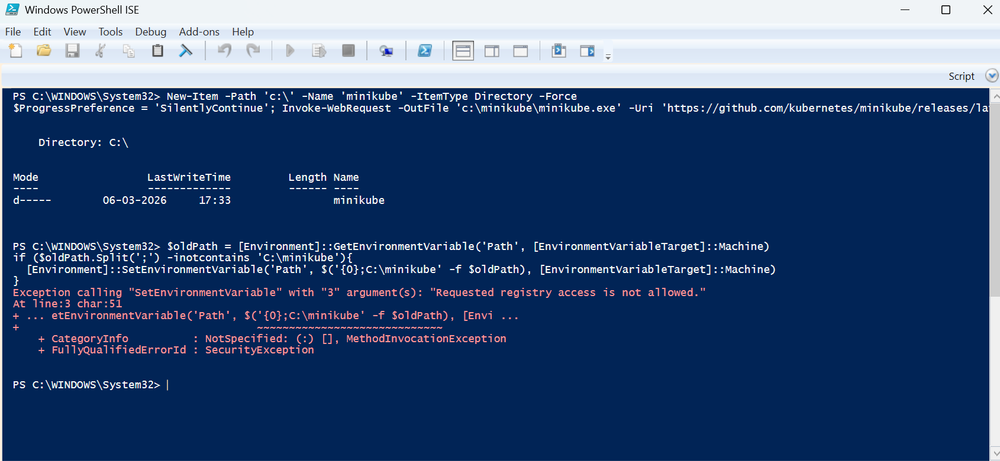 Windows PowerShell ISE
File Edit View Tools Debug Add-ons Help
Script
PS C:\WINDOWS\System32> New-Item -Path 'c:\' -Name 'minikube' -ItemType Directory -Force
$ProgressPreference = 'SilentlyContinue'; Invoke-WebRequest -OutFile 'c:\minikube\minikube.exe' -Uri 'https://github.com/kubernetes/minikube/releases/la
Directory: C:\
Mode LastWriteTime Length Name
---- ------------- ------ ----
d----- 06-03-2026 17:33 minikube
PS C:\WINDOWS\System32> $oldPath = [Environment]::GetEnvironmentVariable('Path', [EnvironmentVariableTarget]::Machine)
if ($oldPath.Split(';') -inotcontains 'C:\minikube'){
[Environment]::SetEnvironmentVariable('Path', $('{0};C:\minikube' -f $oldPath), [EnvironmentVariableTarget]::Machine)
}
Exception calling "SetEnvironmentVariable" with "3" argument(s): "Requested registry access is not allowed."
At line:3 char:51
+ ... etEnvironmentVariable('Path', $('{0};C:\minikube' -f $oldPath), [Envi ...
+ ~~~~~~~~~~~~~~~~~~~~~~~~~~~~~
+ CategoryInfo : NotSpecified: (:) [], MethodInvocationException
+ FullyQualifiedErrorId : SecurityException
PS C:\WINDOWS\System32>